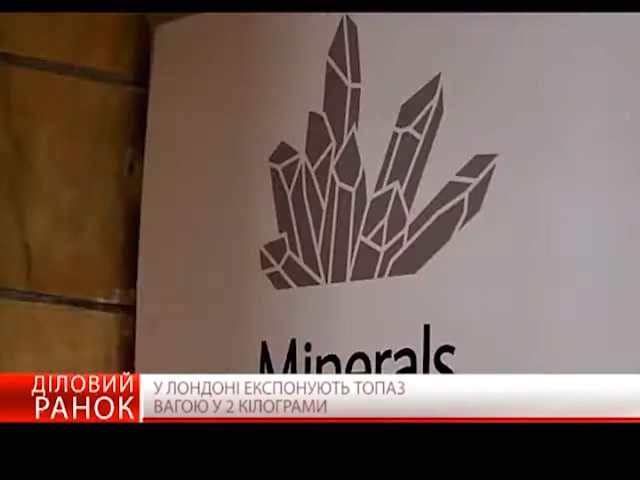 Minerals
ДІЛОВИЙ
РАНОК
У ЛОНДОНІ ЕКСПОНУЮТЬ ТОПАЗ
ВАГОЮ У 2 КІЛОГРАМИ